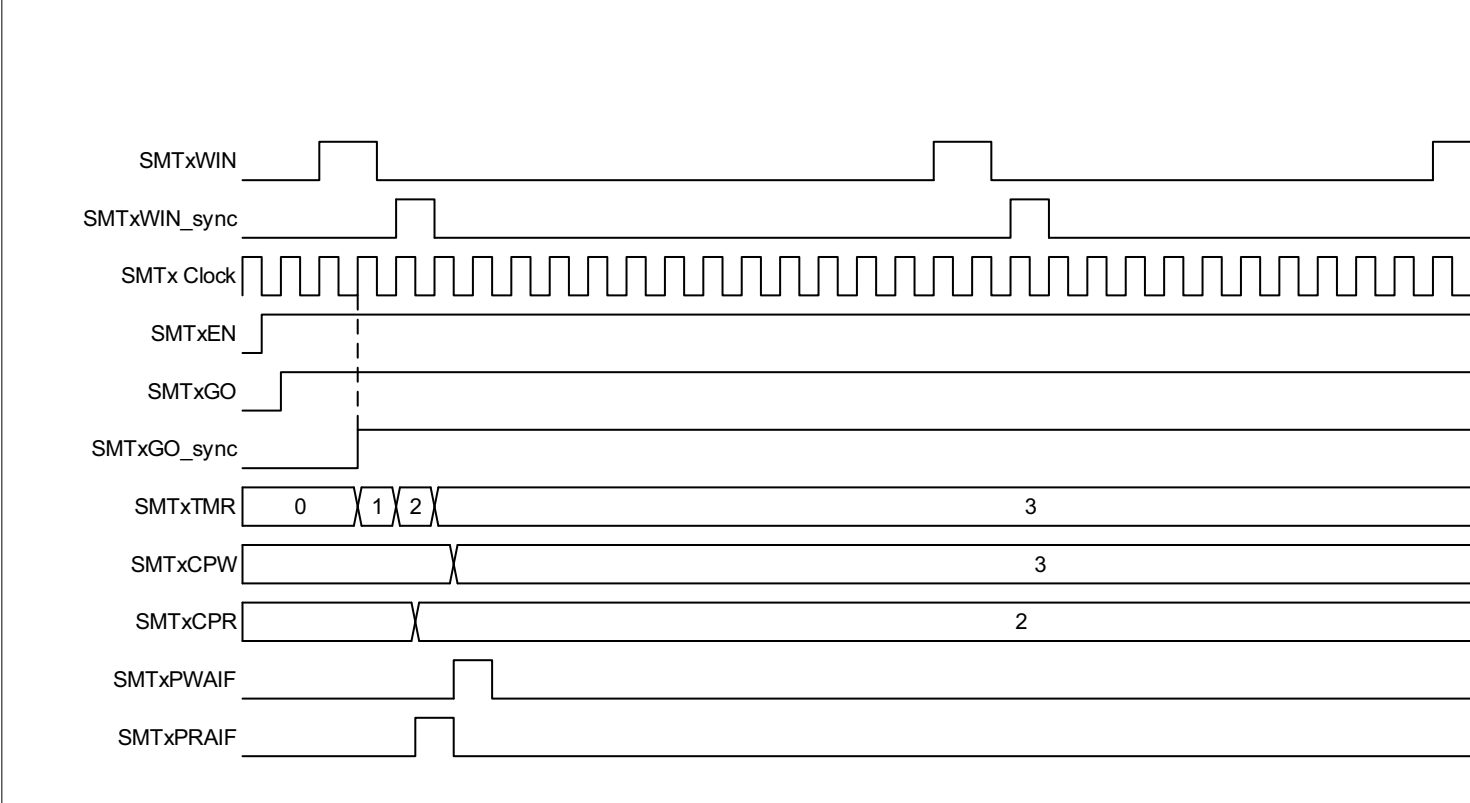 SMTxWIN
SMTxWIN_sync
SMTx Clock
SMTxEN
SMTxGO
SMTxGO_sync
SMTxTMR 0 1 2 3
SMTxCPW 3
SMTxCPR 2
SMTxPWAIF
SMTxPRAIF